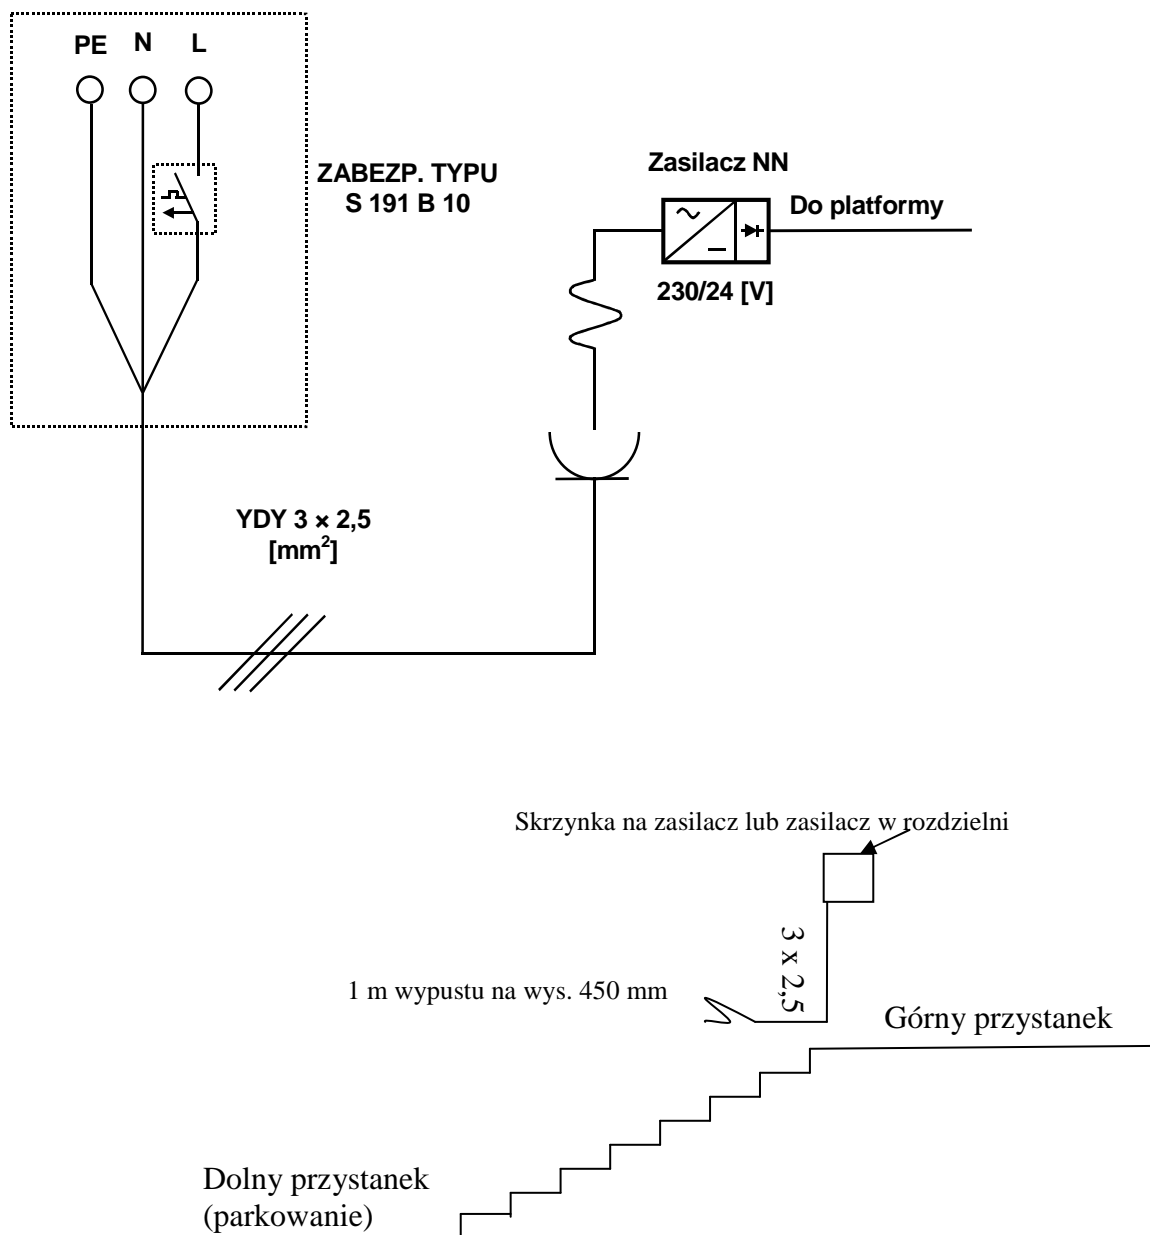 PE N L
ZABEZP. TYPU
S 191 B 10
Zasilacz NN
Do platformy
230/24 [V]
YDY 3 × 2,5
[mm²]
Skrzynka na zasilacz lub zasilacz w rozdzielni
3 x 2,5
1 m wypustu na wys. 450 mm
Górny przystanek
Dolny przystanek
(parkowanie)